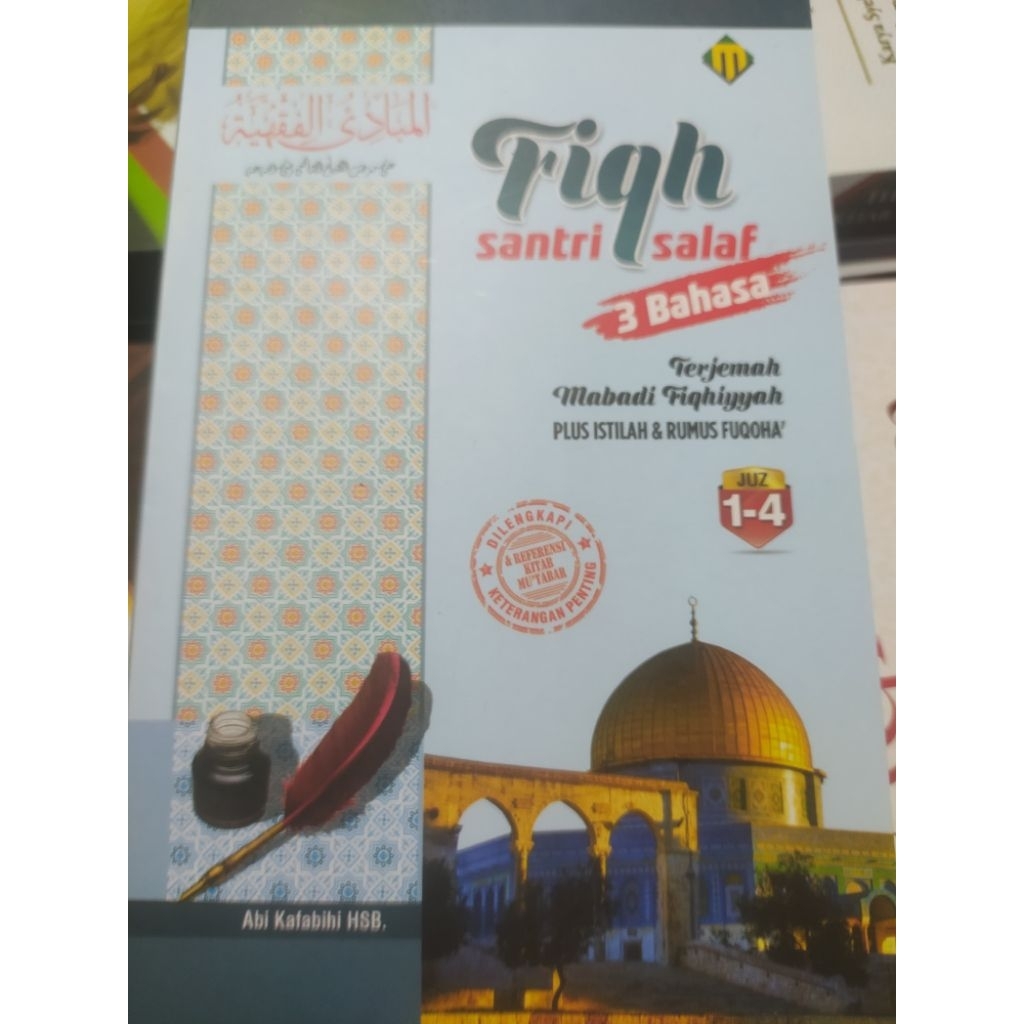 M
المبادئ الفقهية
Fiqh
santri salaf
3 Bahasa
Terjemah
Mabadi Fiqhiyyah
PLUS ISTILAH & RUMUS FUQOHA'
JUZ
1-4
DILENGKAPI
& REFERENSI
KITAB
MU'TABAR
KETERANGAN PENTING
Abi Kafabihi HSB.
Karya